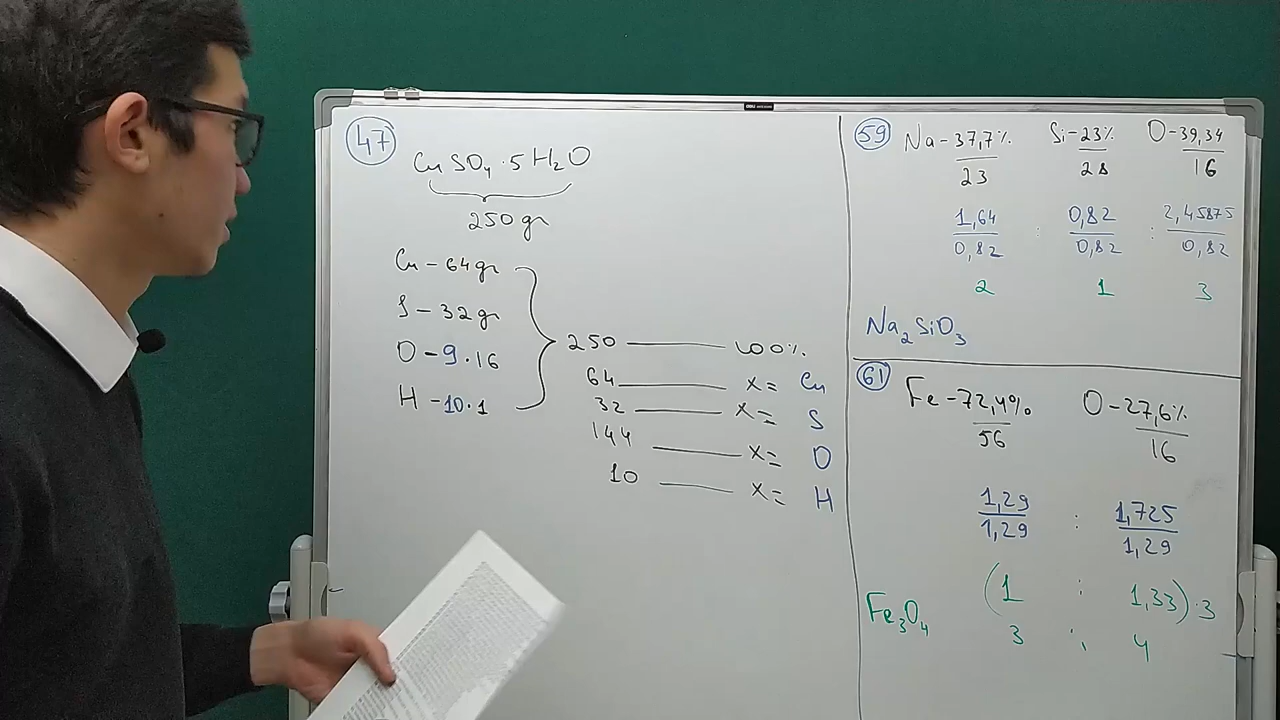 47
CuSO₄ · 5H₂O
250 gr
Cu – 64 gr
S – 32 gr
O – 9 · 16
H – 10 · 1
250 —— 100%
64 —— x = Cu
32 —— x = S
144 —— x = O
10 —— x = H
59
Na – 37,7% Si – 23% O – 39,34
23 28 16
1,64 : 0,82 : 2,45875
0,82 0,82 0,82
2 1 3
Na₂SiO₃
61
Fe – 72,4% O – 27,6%
56 16
1,29 : 1,725
1,29 1,29
(1 : 1,33) · 3
Fe₃O₄ 3 : 4
deli